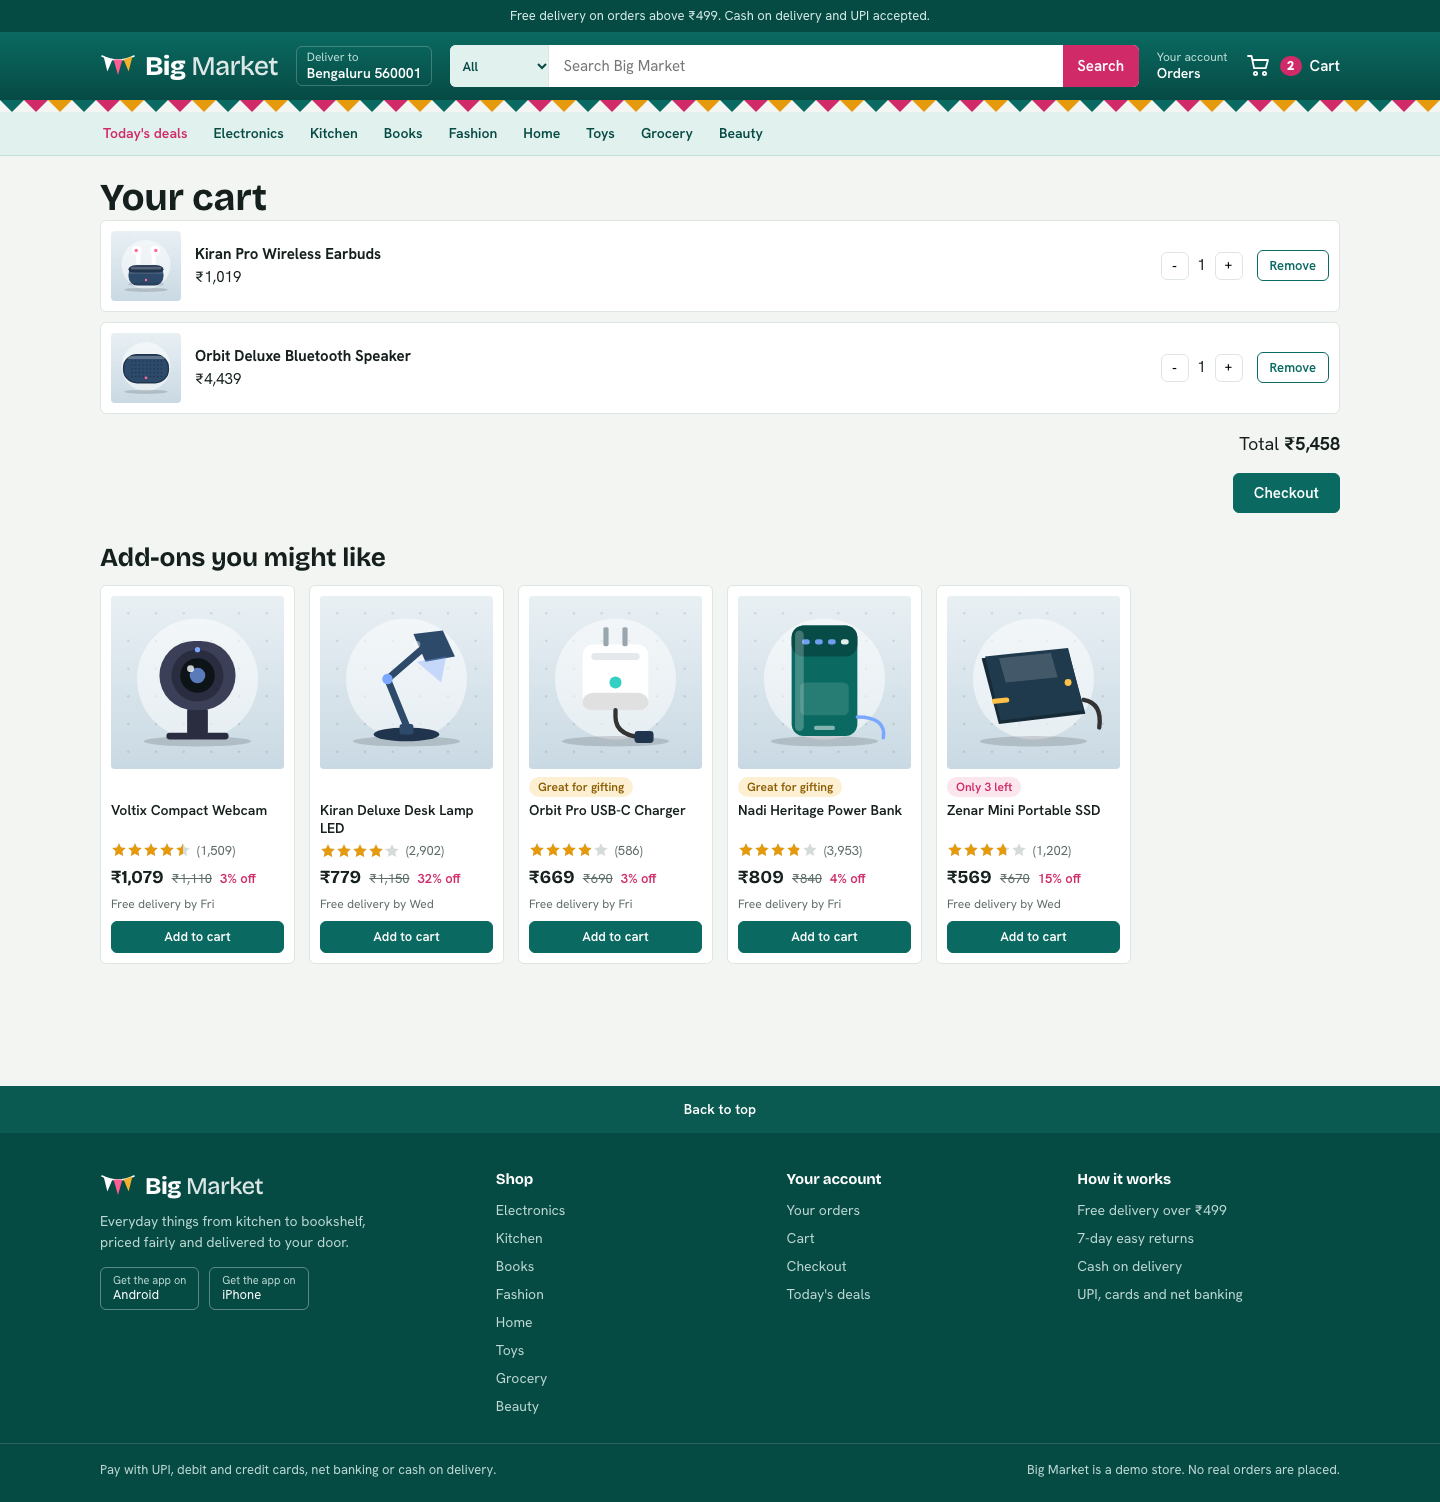 Free delivery on orders above ₹499. Cash on delivery and UPI accepted.
Big Market
Deliver to
Bengaluru 560001
All
Search Big Market
Search
Your account
Orders
2
Cart
Today's deals
Electronics
Kitchen
Books
Fashion
Home
Toys
Grocery
Beauty
Your cart
Kiran Pro Wireless Earbuds
₹1,019
- 1 +
Remove
Orbit Deluxe Bluetooth Speaker
₹4,439
- 1 +
Remove
Total ₹5,458
Checkout
Add-ons you might like
Voltix Compact Webcam
(1,509)
₹1,079 ₹1,110 3% off
Free delivery by Fri
Add to cart
Kiran Deluxe Desk Lamp
LED
(2,902)
₹779 ₹1,150 32% off
Free delivery by Wed
Add to cart
Great for gifting
Orbit Pro USB-C Charger
(586)
₹669 ₹690 3% off
Free delivery by Fri
Add to cart
Great for gifting
Nadi Heritage Power Bank
(3,953)
₹809 ₹840 4% off
Free delivery by Fri
Add to cart
Only 3 left
Zenar Mini Portable SSD
(1,202)
₹569 ₹670 15% off
Free delivery by Wed
Add to cart
Back to top
Big Market
Everyday things from kitchen to bookshelf,
priced fairly and delivered to your door.
Get the app on
Android
Get the app on
iPhone
Shop
Electronics
Kitchen
Books
Fashion
Home
Toys
Grocery
Beauty
Your account
Your orders
Cart
Checkout
Today's deals
How it works
Free delivery over ₹499
7-day easy returns
Cash on delivery
UPI, cards and net banking
Pay with UPI, debit and credit cards, net banking or cash on delivery.
Big Market is a demo store. No real orders are placed.